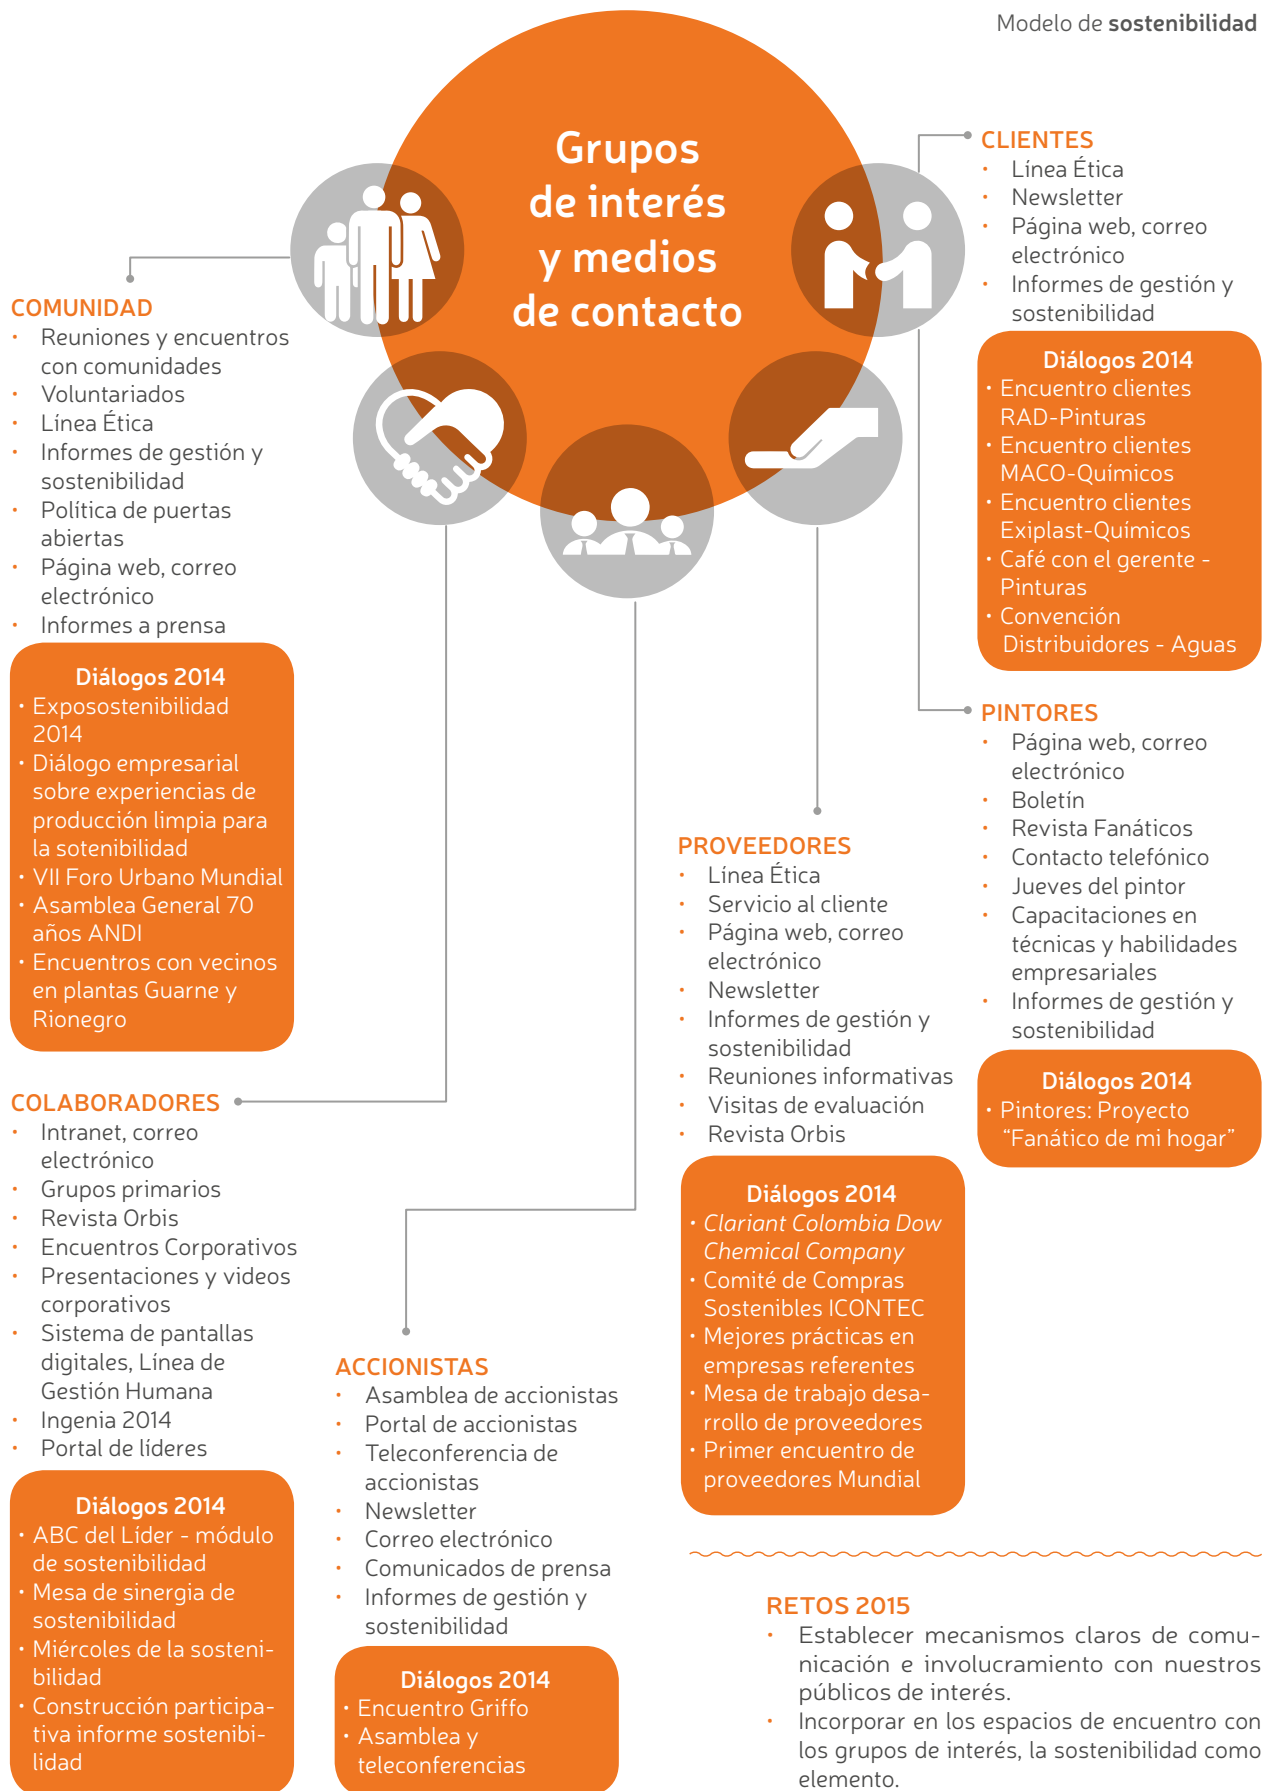 Modelo de sostenibilidad
Grupos
de interés
y medios
de contacto
COMUNIDAD
• Reuniones y encuentros
con comunidades
• Voluntariados
• Línea Ética
• Informes de gestión y
sostenibilidad
• Política de puertas
abiertas
• Página web, correo
electrónico
• Informes a prensa
Diálogos 2014
• Exposostenibilidad
2014
• Diálogo empresarial
sobre experiencias de
producción limpia para
la sotenibilidad
• VII Foro Urbano Mundial
• Asamblea General 70
años ANDI
• Encuentros con vecinos
en plantas Guarne y
Rionegro
COLABORADORES
• Intranet, correo
electrónico
• Grupos primarios
• Revista Orbis
• Encuentros Corporativos
• Presentaciones y videos
corporativos
• Sistema de pantallas
digitales, Línea de
Gestión Humana
• Ingenia 2014
• Portal de líderes
Diálogos 2014
• ABC del Líder - módulo
de sostenibilidad
• Mesa de sinergia de
sostenibilidad
• Miércoles de la sosteni-
bilidad
• Construcción participa-
tiva informe sostenibi-
lidad
ACCIONISTAS
• Asamblea de accionistas
• Portal de accionistas
• Teleconferencia de
accionistas
• Newsletter
• Correo electrónico
• Comunicados de prensa
• Informes de gestión y
sostenibilidad
Diálogos 2014
• Encuentro Griffo
• Asamblea y
teleconferencias
PROVEEDORES
• Línea Ética
• Servicio al cliente
• Página web, correo
electrónico
• Newsletter
• Informes de gestión y
sostenibilidad
• Reuniones informativas
• Visitas de evaluación
• Revista Orbis
Diálogos 2014
• Clariant Colombia Dow
Chemical Company
• Comité de Compras
Sostenibles ICONTEC
• Mejores prácticas en
empresas referentes
• Mesa de trabajo desa-
rrollo de proveedores
• Primer encuentro de
proveedores Mundial
CLIENTES
• Línea Ética
• Newsletter
• Página web, correo
electrónico
• Informes de gestión y
sostenibilidad
Diálogos 2014
• Encuentro clientes
RAD-Pinturas
• Encuentro clientes
MACO-Químicos
• Encuentro clientes
Exiplast-Químicos
• Café con el gerente -
Pinturas
• Convención
Distribuidores - Aguas
PINTORES
• Página web, correo
electrónico
• Boletín
• Revista Fanáticos
• Contacto telefónico
• Jueves del pintor
• Capacitaciones en
técnicas y habilidades
empresariales
• Informes de gestión y
sostenibilidad
Diálogos 2014
• Pintores: Proyecto
“Fanático de mi hogar”
RETOS 2015
• Establecer mecanismos claros de comu-
nicación e involucramiento con nuestros
públicos de interés.
• Incorporar en los espacios de encuentro con
los grupos de interés, la sostenibilidad como
elemento.